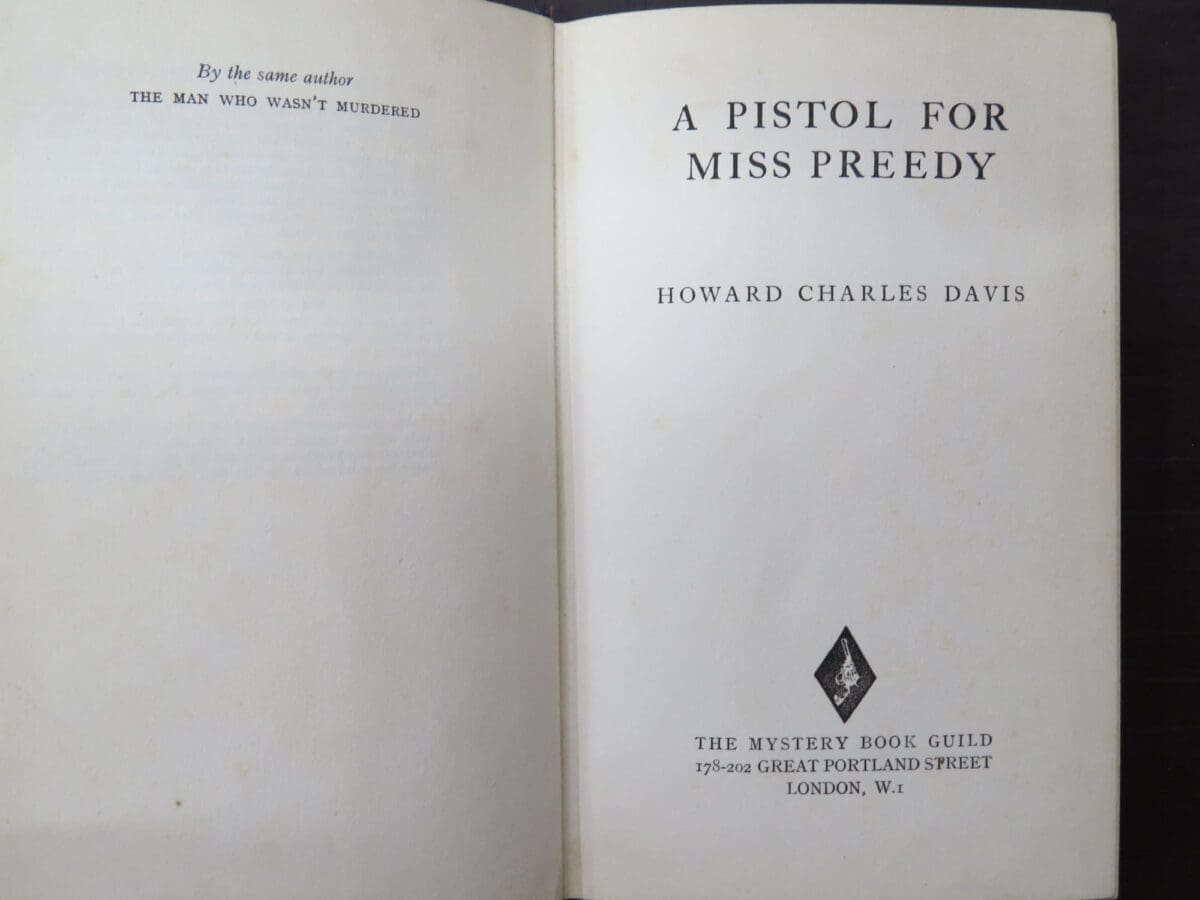 By the same author
THE MAN WHO WASN'T MURDERED
A PISTOL FOR
MISS PREEDY
HOWARD CHARLES DAVIS
THE MYSTERY BOOK GUILD
178-202 GREAT PORTLAND STREET
LONDON, W.1